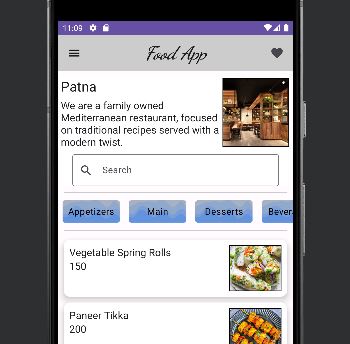 11:09
Food App
Patna
We are a family owned
Mediterranean restaurant, focused
on traditional recipes served with a
modern twist.
Search
Appetizers Main Desserts Bever
Vegetable Spring Rolls
150
Paneer Tikka
200